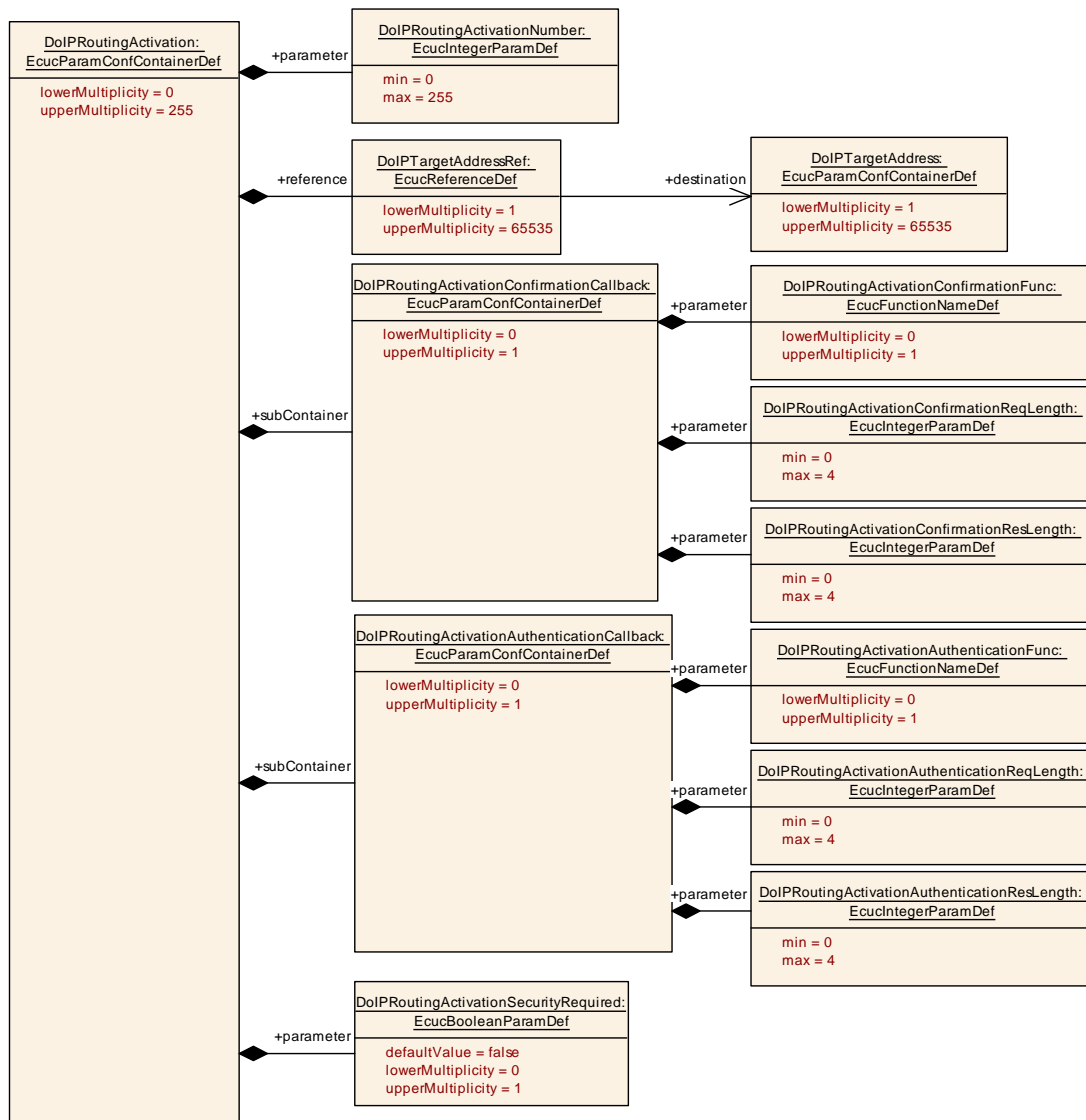 DoIPRoutingActivation:
EcucParamConfContainerDef
lowerMultiplicity = 0
upperMultiplicity = 255
+parameter
DoIPRoutingActivationNumber:
EcucIntegerParamDef
min = 0
max = 255
+reference
DoIPTargetAddressRef:
EcucReferenceDef
lowerMultiplicity = 1
upperMultiplicity = 65535
+destination
DoIPTargetAddress:
EcucParamConfContainerDef
lowerMultiplicity = 1
upperMultiplicity = 65535
+subContainer
DoIPRoutingActivationConfirmationCallback:
EcucParamConfContainerDef
lowerMultiplicity = 0
upperMultiplicity = 1
+parameter
DoIPRoutingActivationConfirmationFunc:
EcucFunctionNameDef
lowerMultiplicity = 0
upperMultiplicity = 1
+parameter
DoIPRoutingActivationConfirmationReqLength:
EcucIntegerParamDef
min = 0
max = 4
+parameter
DoIPRoutingActivationConfirmationResLength:
EcucIntegerParamDef
min = 0
max = 4
+subContainer
DoIPRoutingActivationAuthenticationCallback:
EcucParamConfContainerDef
lowerMultiplicity = 0
upperMultiplicity = 1
+parameter
DoIPRoutingActivationAuthenticationFunc:
EcucFunctionNameDef
lowerMultiplicity = 0
upperMultiplicity = 1
+parameter
DoIPRoutingActivationAuthenticationReqLength:
EcucIntegerParamDef
min = 0
max = 4
+parameter
DoIPRoutingActivationAuthenticationResLength:
EcucIntegerParamDef
min = 0
max = 4
+parameter
DoIPRoutingActivationSecurityRequired:
EcucBooleanParamDef
defaultValue = false
lowerMultiplicity = 0
upperMultiplicity = 1